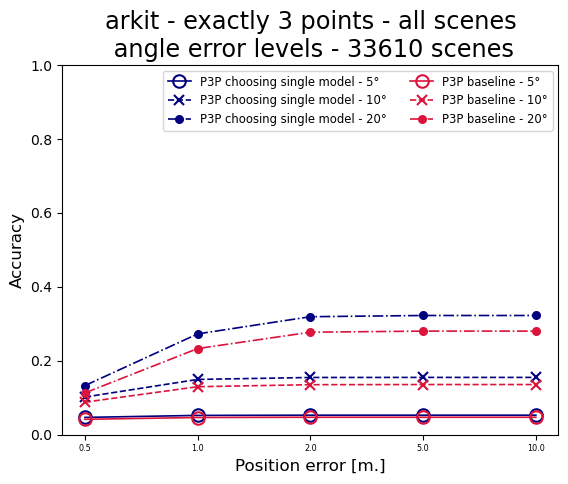 arkit - exactly 3 points - all scenes
angle error levels - 33610 scenes
P3P choosing single model - 5°
P3P choosing single model - 10°
P3P choosing single model - 20°
P3P baseline - 5°
P3P baseline - 10°
P3P baseline - 20°
1.0
0.8
0.6
0.4
0.2
0.0
Accuracy
0.5 1.0 2.0 5.0 10.0
Position error [m.]